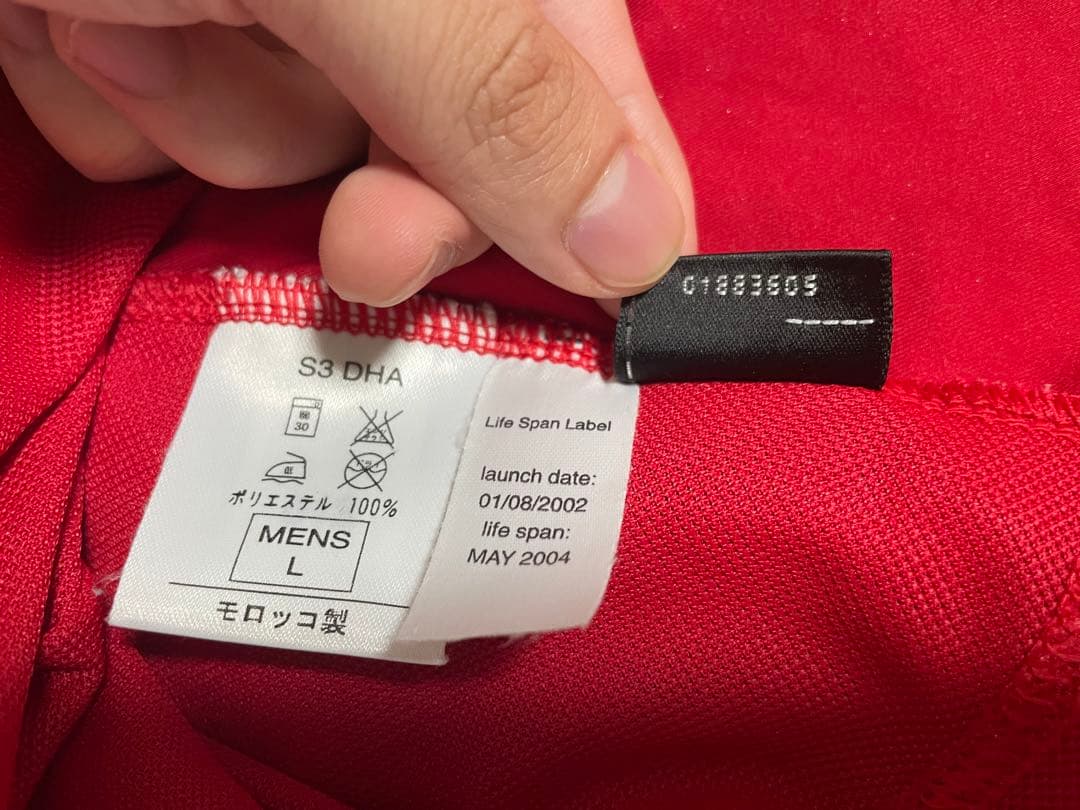 01883605
S3 DHA
30
ポリエステル 100%
MENS
L
モロッコ製
Life Span Label
launch date:
01/08/2002
life span:
MAY 2004